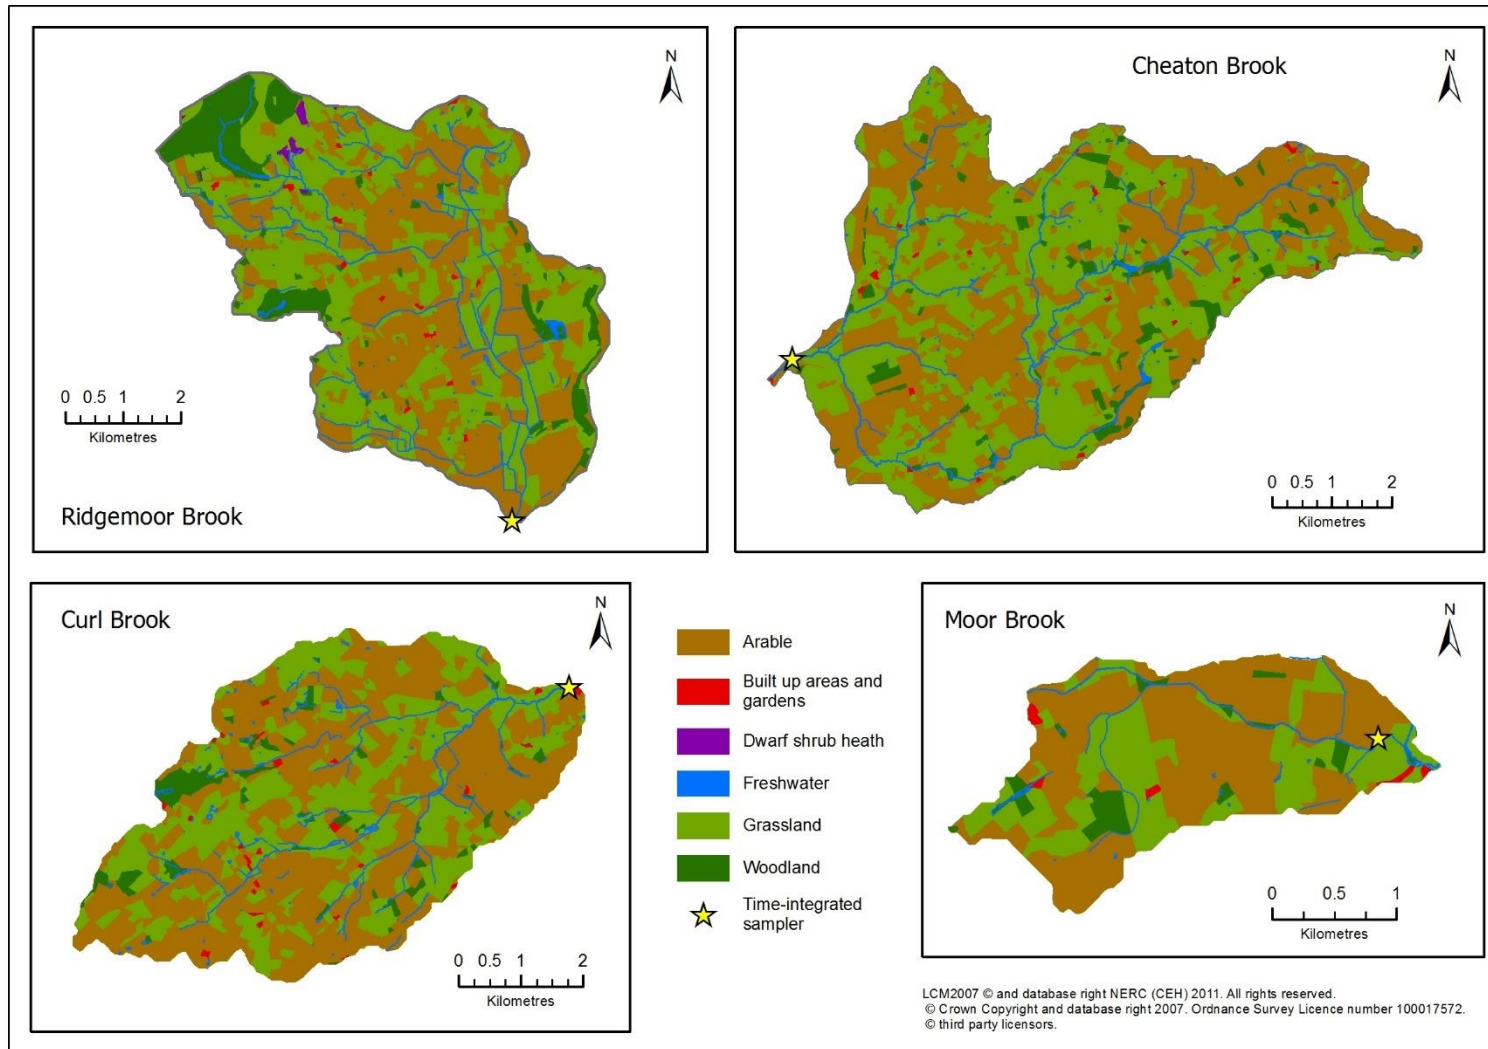 N
Ridgemoor Brook
0 0.5 1 2
Kilometres
N
Cheaton Brook
0 0.5 1 2
Kilometres
N
Curl Brook
0 0.5 1 2
Kilometres
Arable
Built up areas and
gardens
Dwarf shrub heath
Freshwater
Grassland
Woodland
Time-integrated
sampler
N
Moor Brook
0 0.5 1
Kilometres
LCM2007 © and database right NERC (CEH) 2011. All rights reserved.
© Crown Copyright and database right 2007. Ordnance Survey Licence number 100017572.
© third party licensors.